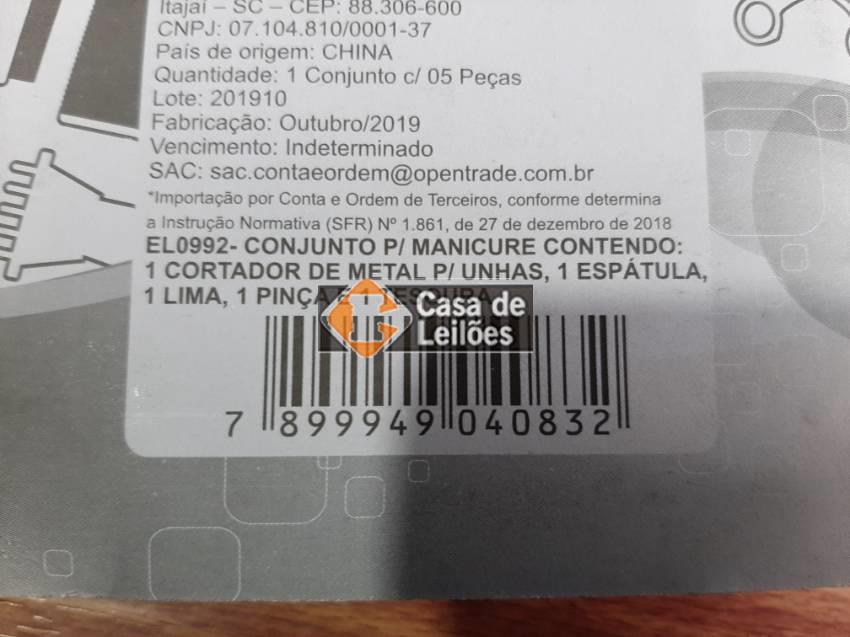 Itajaí – SC – CEP: 88.306-600
CNPJ: 07.104.810/0001-37
País de origem: CHINA
Quantidade: 1 Conjunto c/ 05 Peças
Lote: 201910
Fabricação: Outubro/2019
Vencimento: Indeterminado
SAC: sac.contaeordem@opentrade.com.br
*Importação por Conta e Ordem de Terceiros, conforme determina
a Instrução Normativa (SFR) Nº 1.861, de 27 de dezembro de 2018
EL0992- CONJUNTO P/ MANICURE CONTENDO:
1 CORTADOR DE METAL P/ UNHAS, 1 ESPÁTULA,
1 LIMA, 1 PINÇA E 1 TESOURA
Casa de
Leilões
7 899949 040832